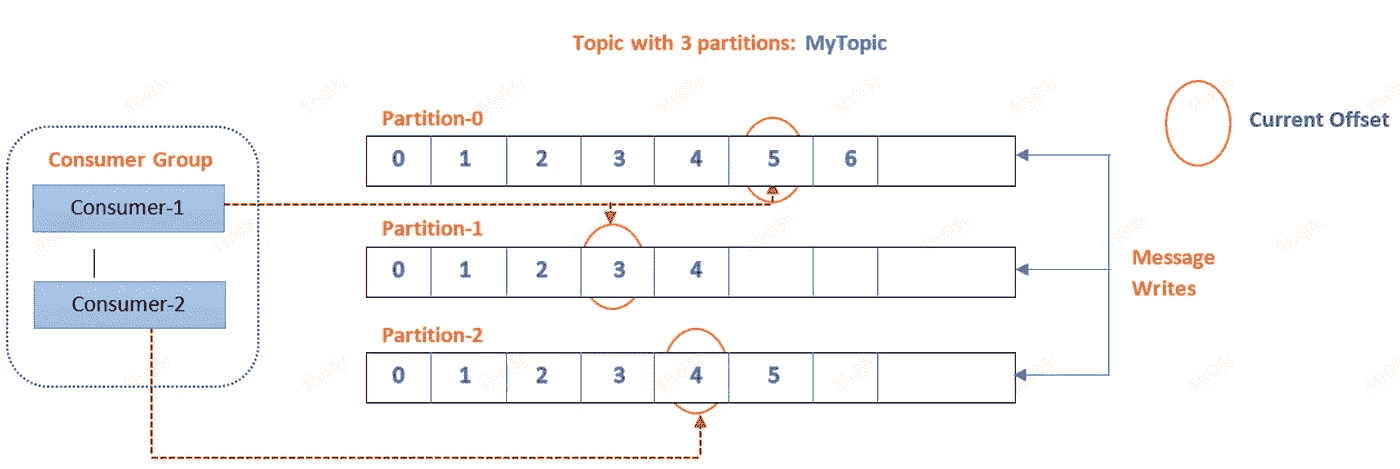 Topic with 3 partitions: MyTopic
Partition-0
Current Offset
Consumer Group
0 1 2 3 4 5 6
Consumer-1
Partition-1
0 1 2 3 4
Message
Writes
Consumer-2
Partition-2
0 1 2 3 4 5